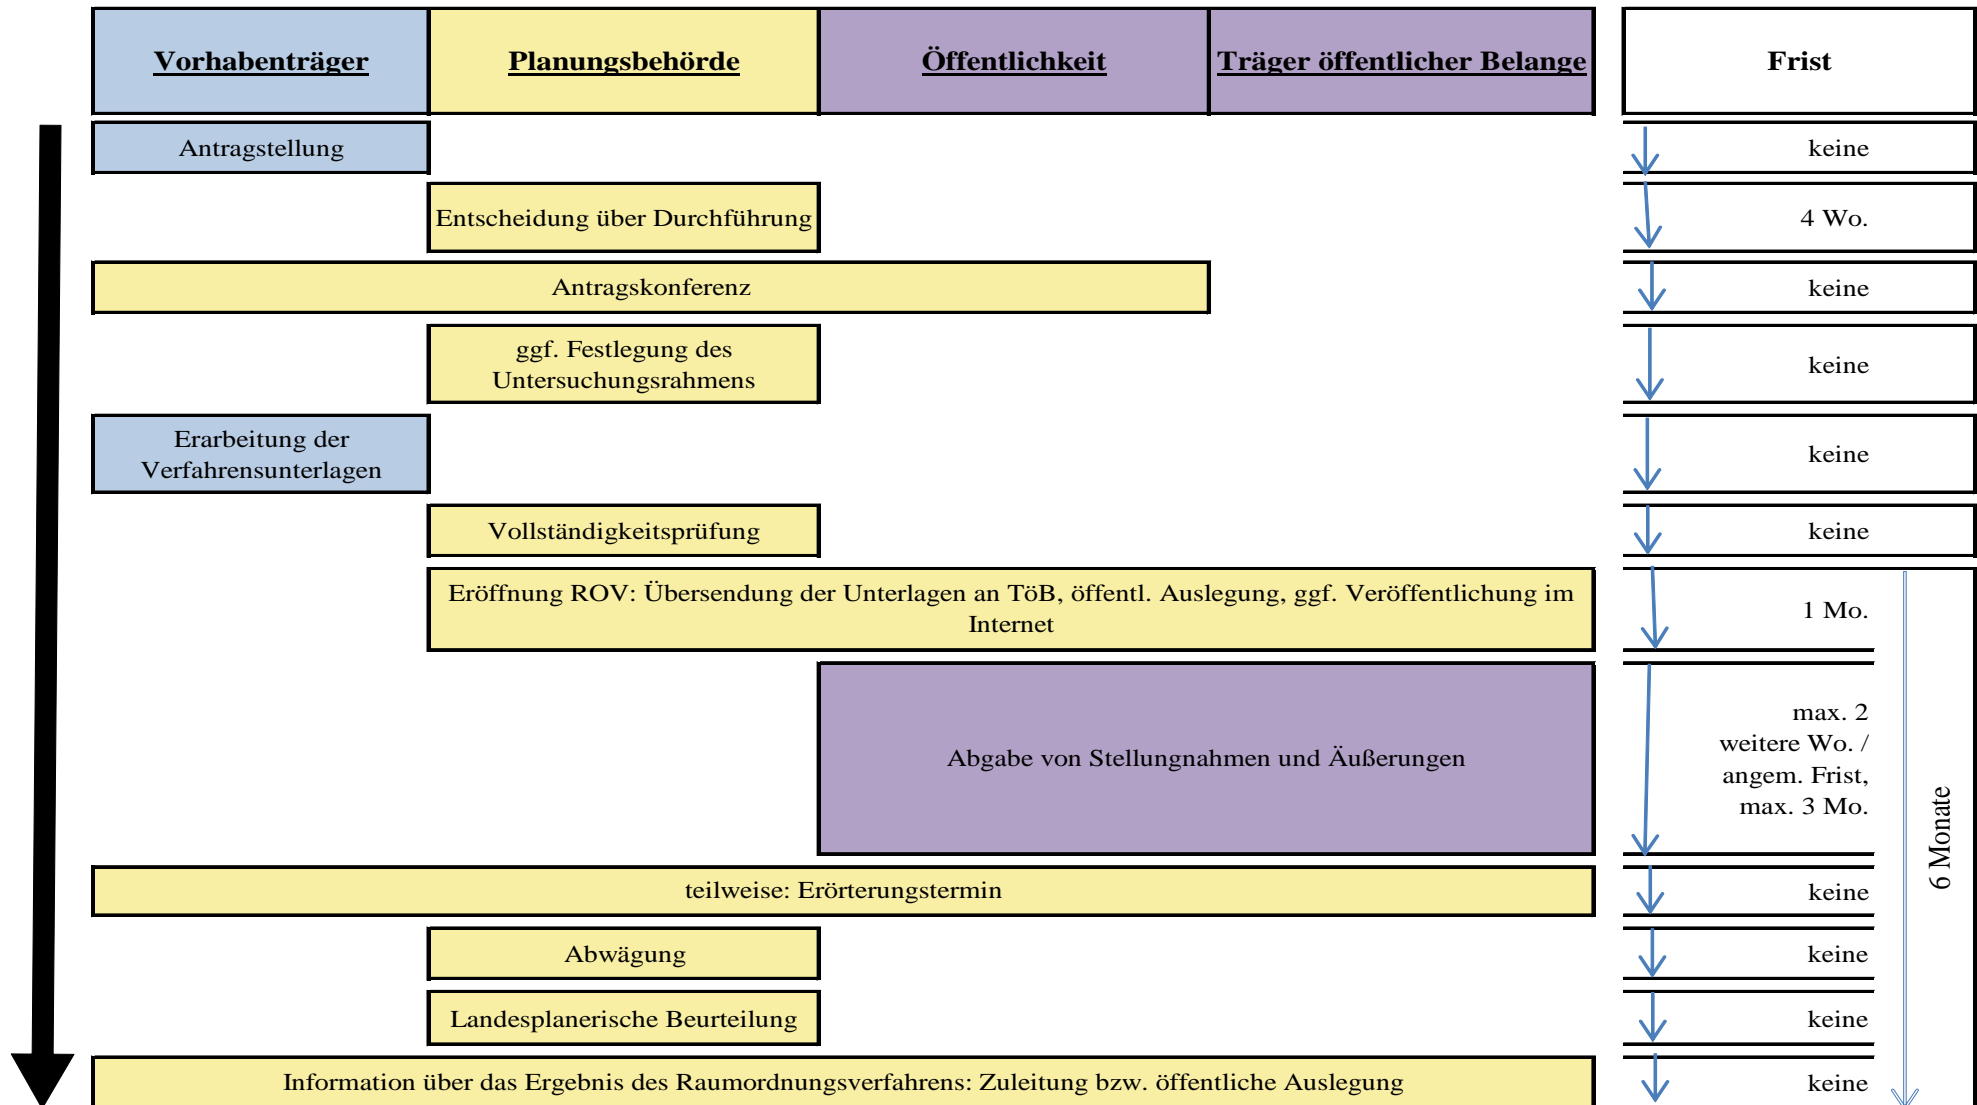 Vorhabenträger
Planungsbehörde
Öffentlichkeit
Träger öffentlicher Belange
Frist
Antragstellung
keine
Entscheidung über Durchführung
4 Wo.
Antragskonferenz
keine
ggf. Festlegung des
Untersuchungsrahmens
keine
Erarbeitung der
Verfahrensunterlagen
keine
Vollständigkeitsprüfung
keine
Eröffnung ROV: Übersendung der Unterlagen an TöB, öffentl. Auslegung, ggf. Veröffentlichung im
Internet
1 Mo.
Abgabe von Stellungnahmen und Äußerungen
max. 2
weitere Wo. /
angem. Frist,
max. 3 Mo.
6 Monate
teilweise: Erörterungstermin
keine
Abwägung
keine
Landesplanerische Beurteilung
keine
Information über das Ergebnis des Raumordnungsverfahrens: Zuleitung bzw. öffentliche Auslegung
keine